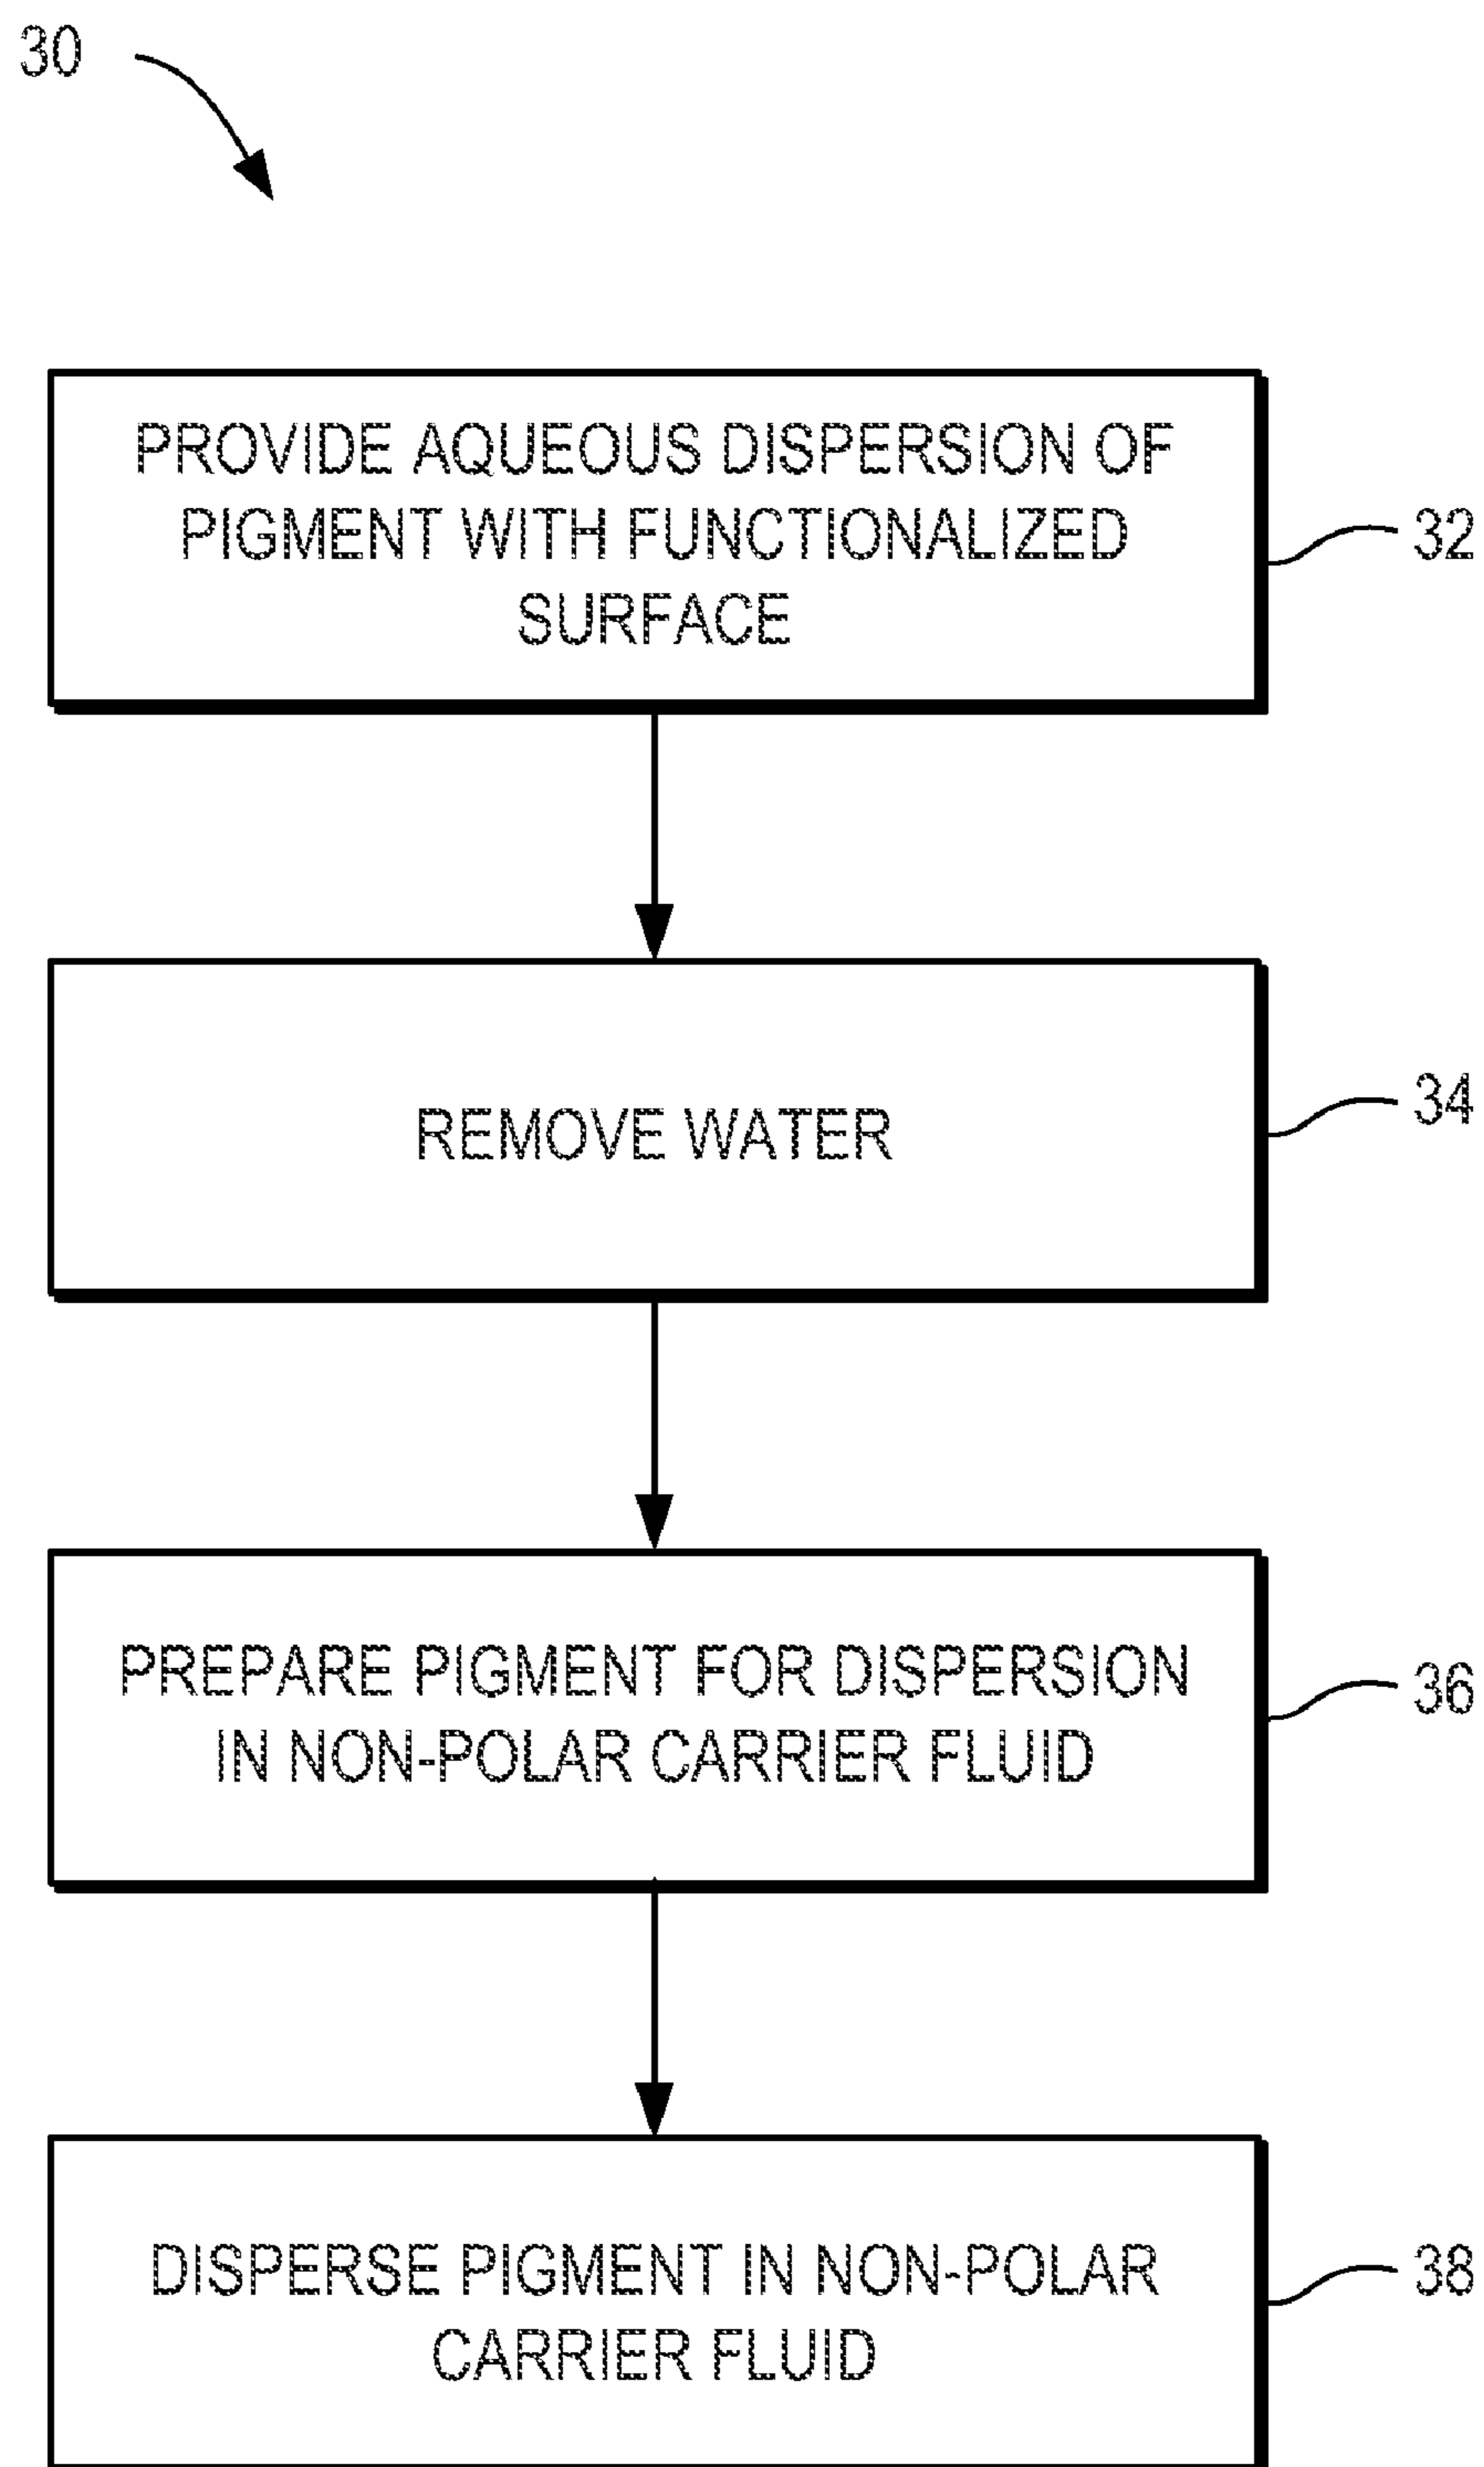 30
PROVIDE AQUEOUS DISPERSION OF
PIGMENT WITH FUNCTIONALIZED
SURFACE
32
REMOVE WATER
34
PREPARE PIGMENT FOR DISPERSION
IN NON-POLAR CARRIER FLUID
36
DISPERSE PIGMENT IN NON-POLAR
CARRIER FLUID
38